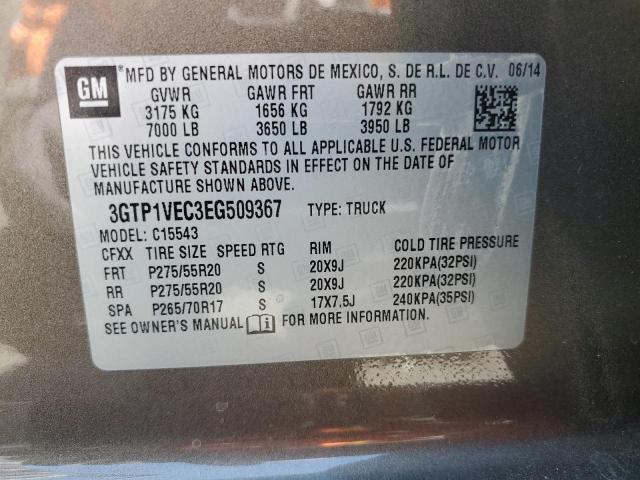 GM ® MFD BY GENERAL MOTORS DE MEXICO, S. DE R.L. DE C.V. 06/14
GVWR GAWR FRT GAWR RR
3175 KG 1656 KG 1792 KG
7000 LB 3650 LB 3950 LB
THIS VEHICLE CONFORMS TO ALL APPLICABLE U.S. FEDERAL MOTOR
VEHICLE SAFETY STANDARDS IN EFFECT ON THE DATE OF
MANUFACTURE SHOWN ABOVE.
3GTP1VEC3EG509367 TYPE: TRUCK
MODEL: C15543
CFXX TIRE SIZE SPEED RTG RIM COLD TIRE PRESSURE
FRT P275/55R20 S 20X9J 220KPA(32PSI)
RR P275/55R20 S 20X9J 220KPA(32PSI)
SPA P265/70R17 S 17X7.5J 240KPA(35PSI)
SEE OWNER'S MANUAL i FOR MORE INFORMATION.